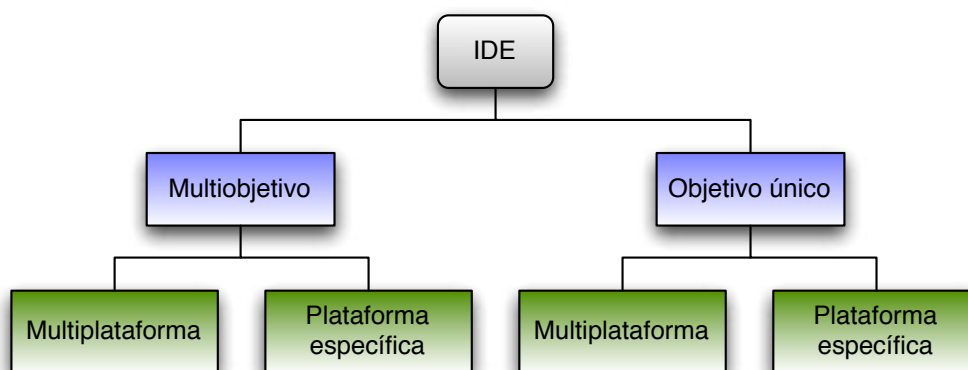 IDE
Multiobjetivo
Objetivo único
Multiplataforma
Plataforma
específica
Multiplataforma
Plataforma
específica